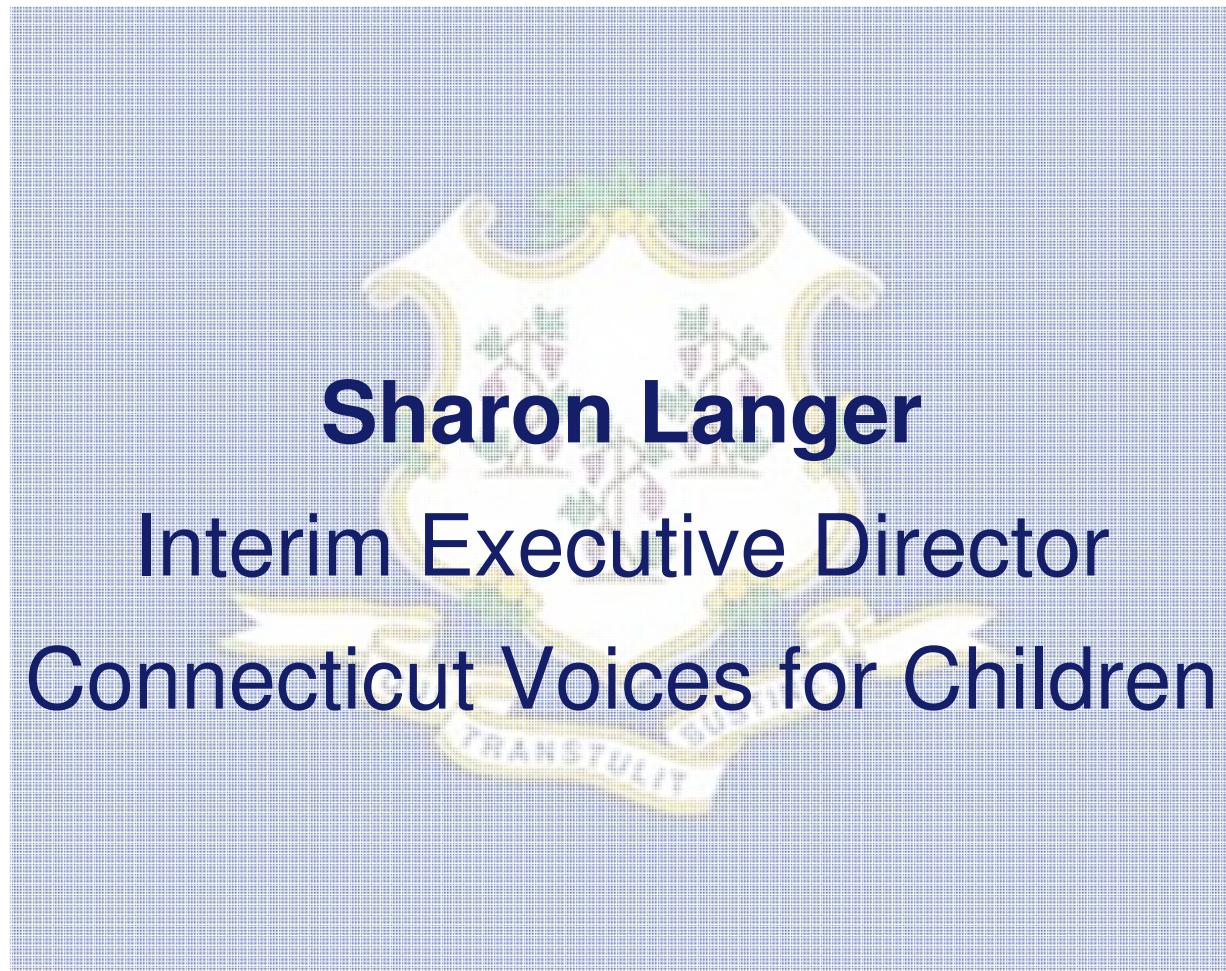 Sharon Langer
Interim Executive Director
Connecticut Voices for Children
TRANSTULIT